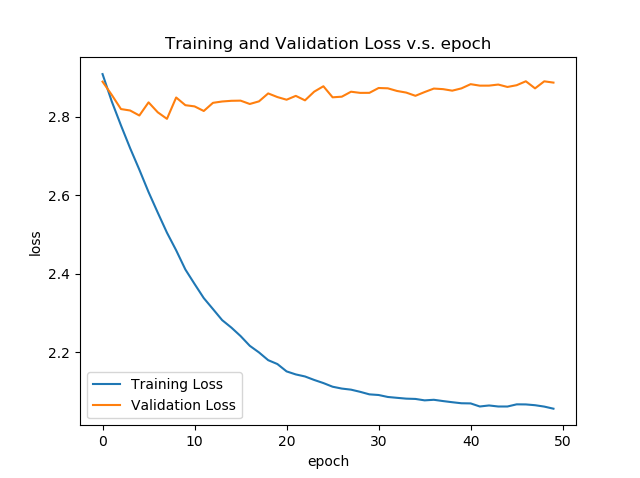 Training and Validation Loss v.s. epoch
2.8
2.6
2.4
2.2
loss
Training Loss
Validation Loss
0 10 20 30 40 50
epoch